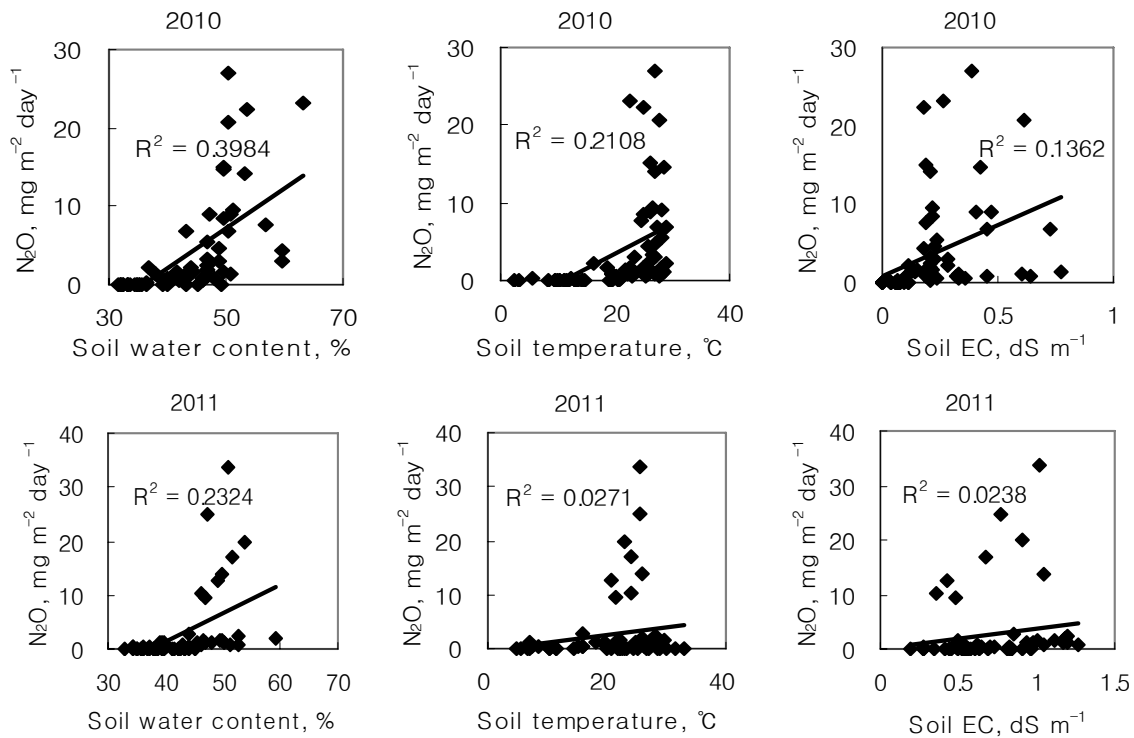 2010
N₂O, mg m⁻² day⁻¹
30
20
10
0
R² = 0.3984
30 50 70
Soil water content, %
2010
N₂O, mg m⁻² day⁻¹
30
20
10
0
R² = 0.2108
0 20 40
Soil temperature, ℃
2010
N₂O, mg m⁻² day⁻¹
30
20
10
0
R² = 0.1362
0 0.5 1
Soil EC, dS m⁻¹
2011
N₂O, mg m⁻² day⁻¹
40
30
20
10
0
R² = 0.2324
30 40 50 60 70
Soil water content, %
2011
N₂O, mg m⁻² day⁻¹
40
30
20
10
0
R² = 0.0271
0 20 40
Soil temperature, ℃
2011
N₂O, mg m⁻² day⁻¹
40
30
20
10
0
R² = 0.0238
0 0.5 1 1.5
Soil EC, dS m⁻¹